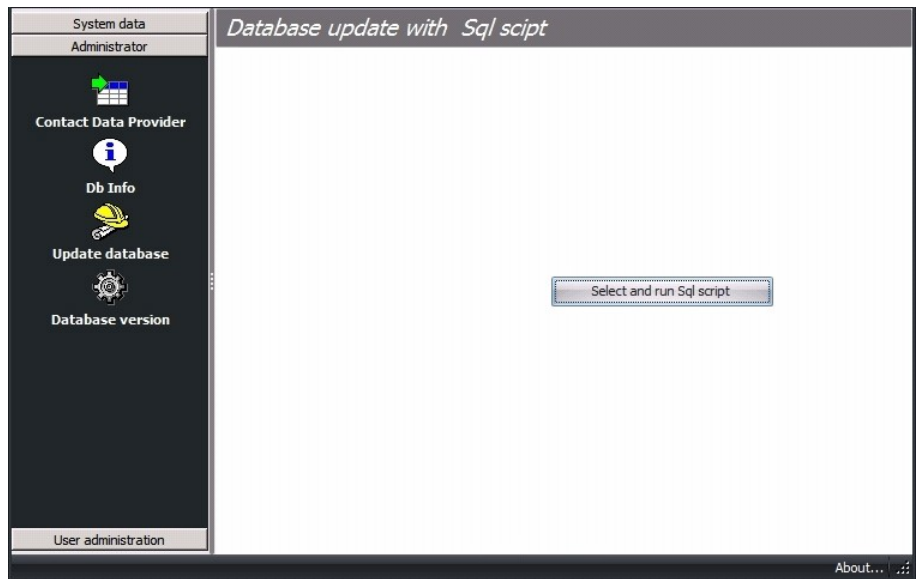 System data
Administrator
Contact Data Provider
Db Info
Update database
Database version
User administration
Database update with  Sql scipt
Select and run Sql script
About...